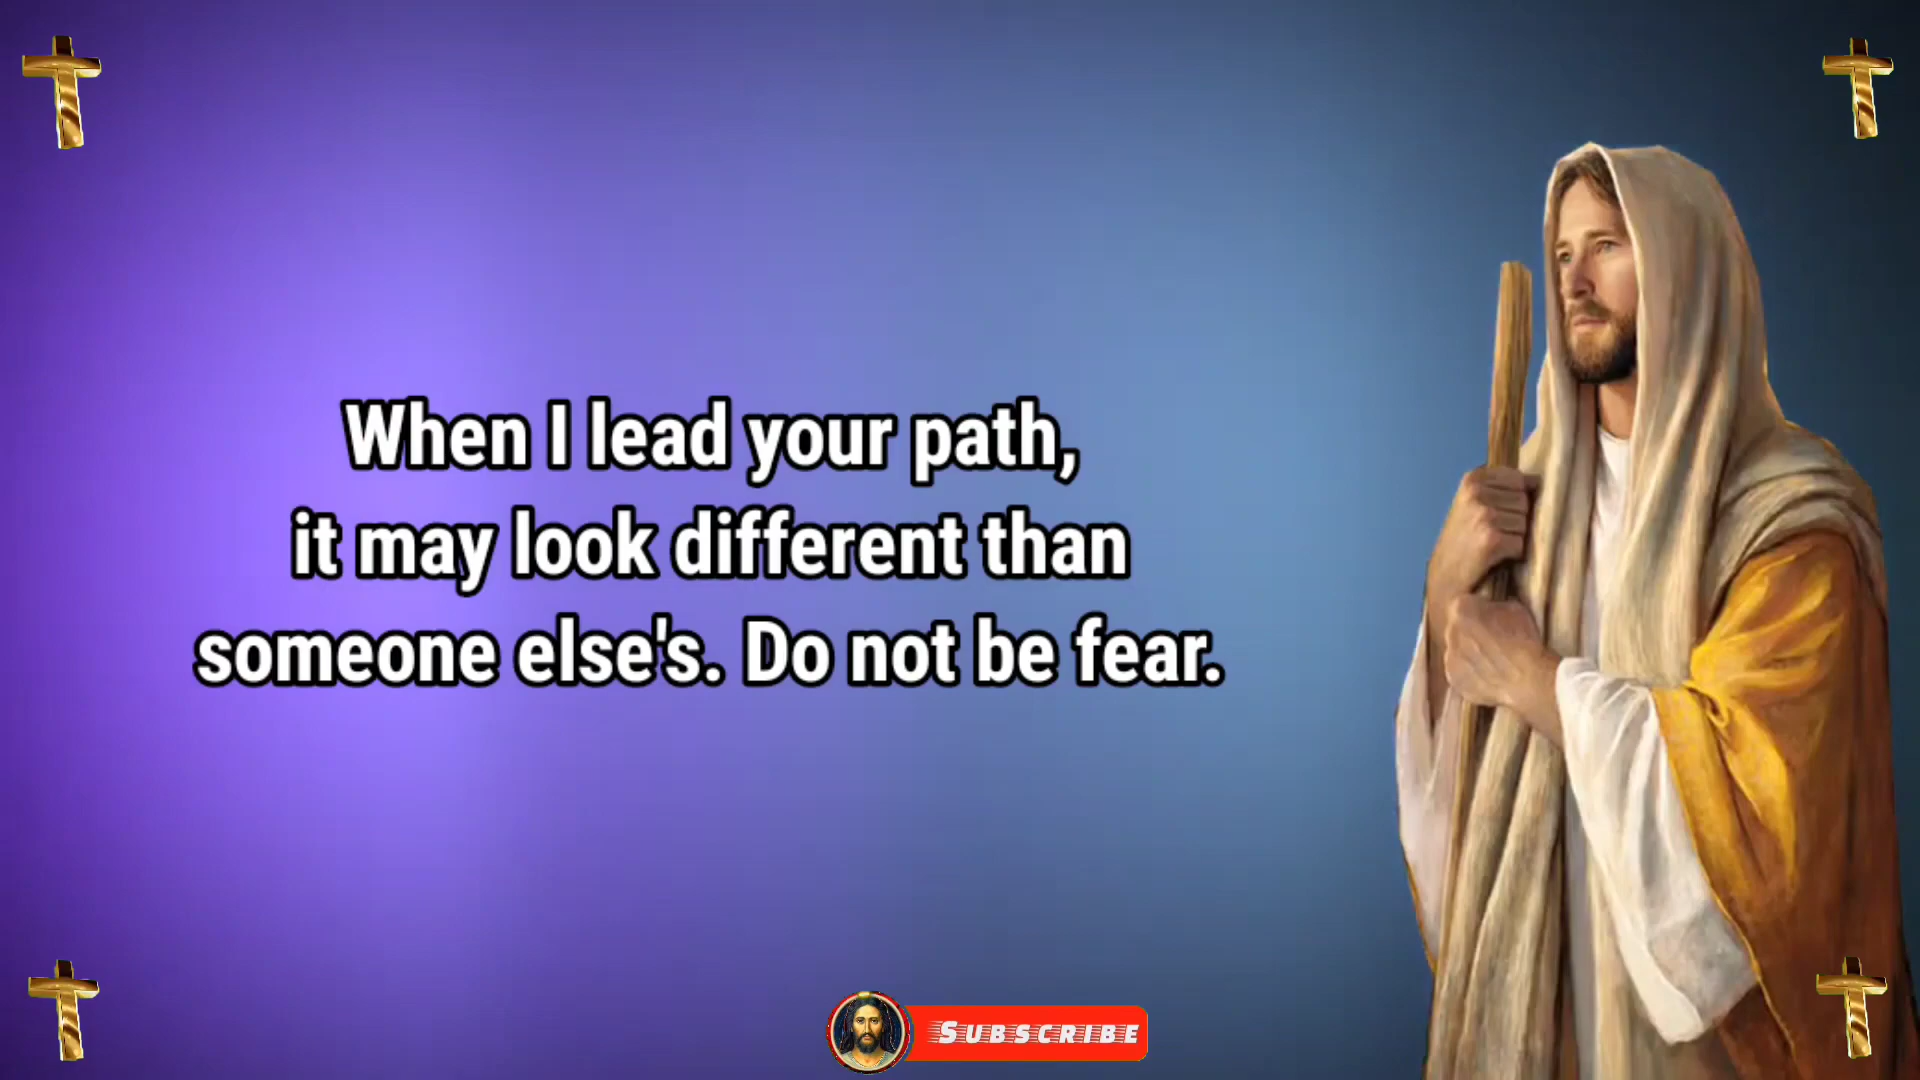 When I lead your path,
it may look different than
someone else's. Do not be fear.
SUBSCRIBE